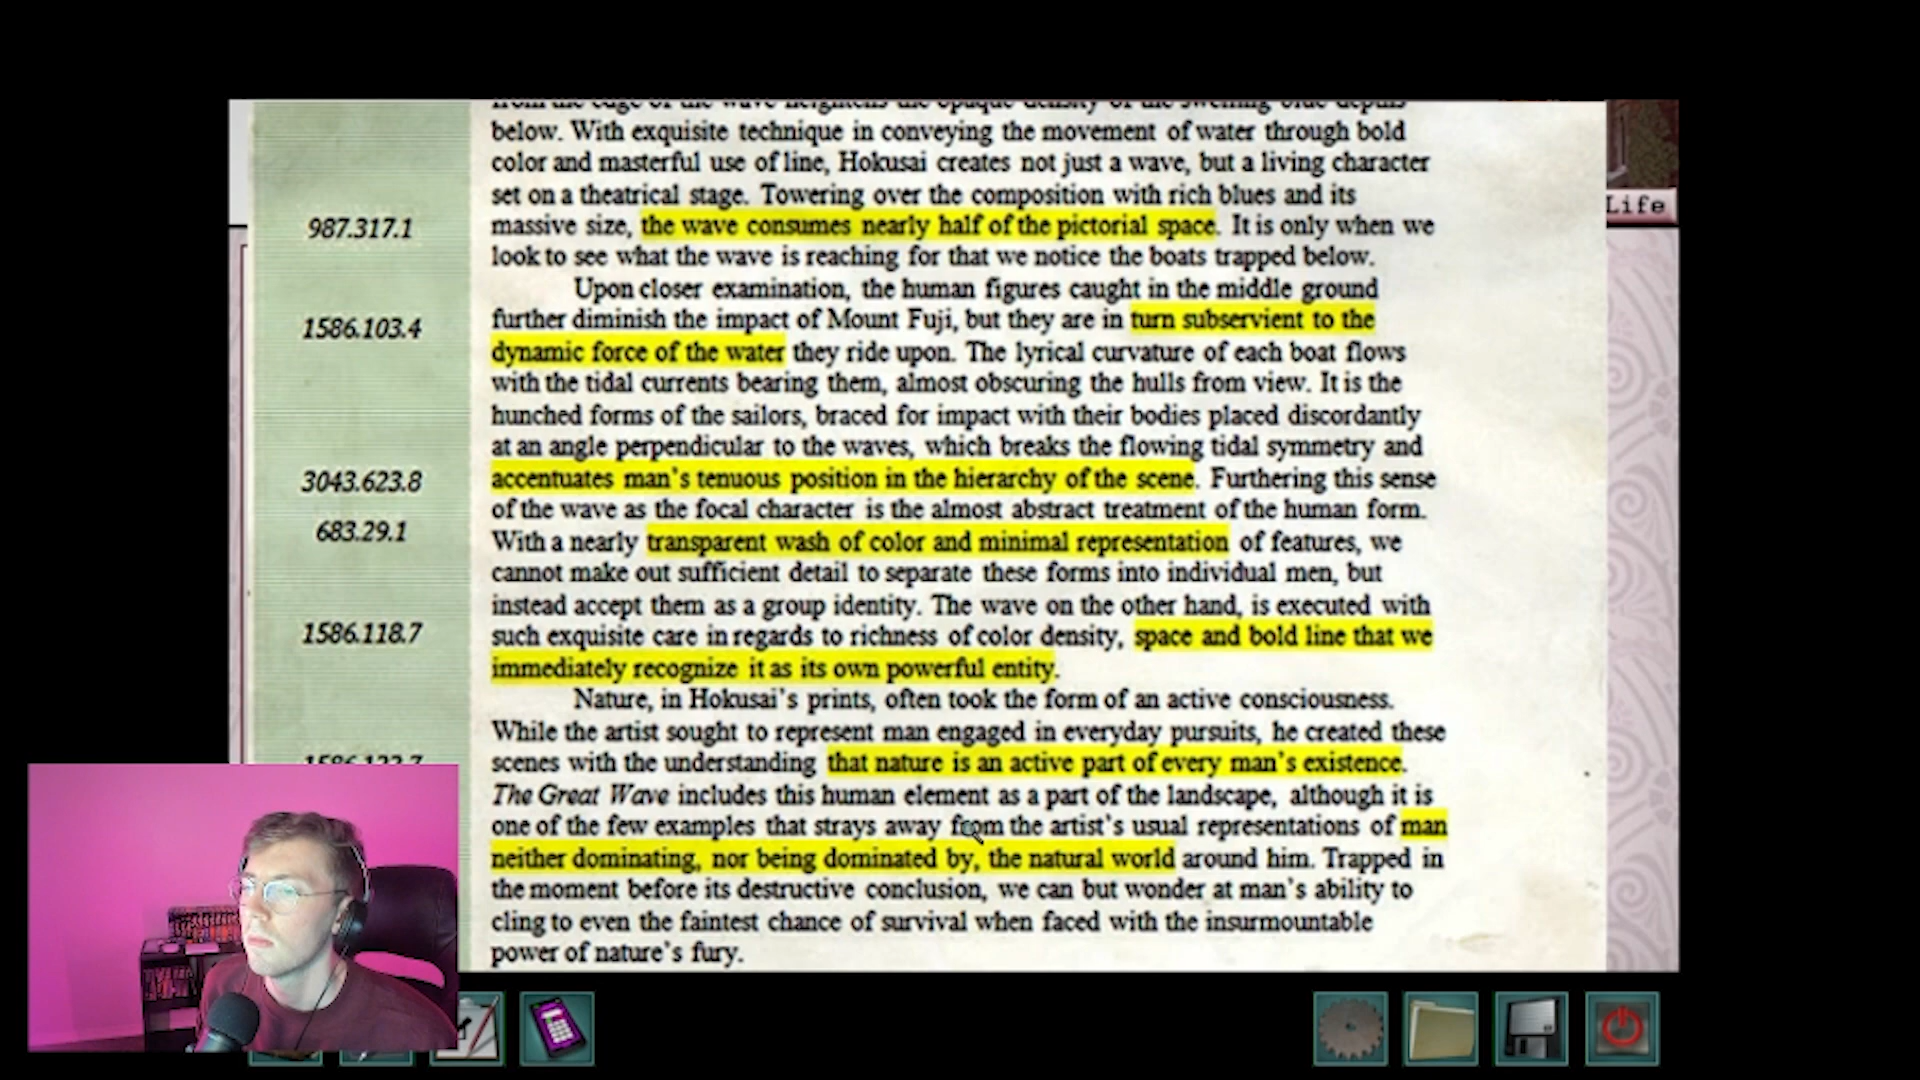 from the edge of the wave heightens the opaque density of the swelling blue depths
below. With exquisite technique in conveying the movement of water through bold
color and masterful use of line, Hokusai creates not just a wave, but a living character
set on a theatrical stage. Towering over the composition with rich blues and its
Life
987.317.1
massive size, the wave consumes nearly half of the pictorial space. It is only when we
look to see what the wave is reaching for that we notice the boats trapped below.
Upon closer examination, the human figures caught in the middle ground
1586.103.4
further diminish the impact of Mount Fuji, but they are in turn subservient to the
dynamic force of the water they ride upon. The lyrical curvature of each boat flows
with the tidal currents bearing them, almost obscuring the hulls from view. It is the
hunched forms of the sailors, braced for impact with their bodies placed discordantly
at an angle perpendicular to the waves, which breaks the flowing tidal symmetry and
3043.623.8
accentuates man's tenuous position in the hierarchy of the scene. Furthering this sense
of the wave as the focal character is the almost abstract treatment of the human form.
683.29.1
With a nearly transparent wash of color and minimal representation of features, we
cannot make out sufficient detail to separate these forms into individual men, but
instead accept them as a group identity. The wave on the other hand, is executed with
1586.118.7
such exquisite care in regards to richness of color density, space and bold line that we
immediately recognize it as its own powerful entity.
Nature, in Hokusai's prints, often took the form of an active consciousness.
While the artist sought to represent man engaged in everyday pursuits, he created these
scenes with the understanding that nature is an active part of every man's existence.
The Great Wave includes this human element as a part of the landscape, although it is
one of the few examples that strays away from the artist's usual representations of man
neither dominating, nor being dominated by, the natural world around him. Trapped in
the moment before its destructive conclusion, we can but wonder at man's ability to
cling to even the faintest chance of survival when faced with the insurmountable
power of nature's fury.